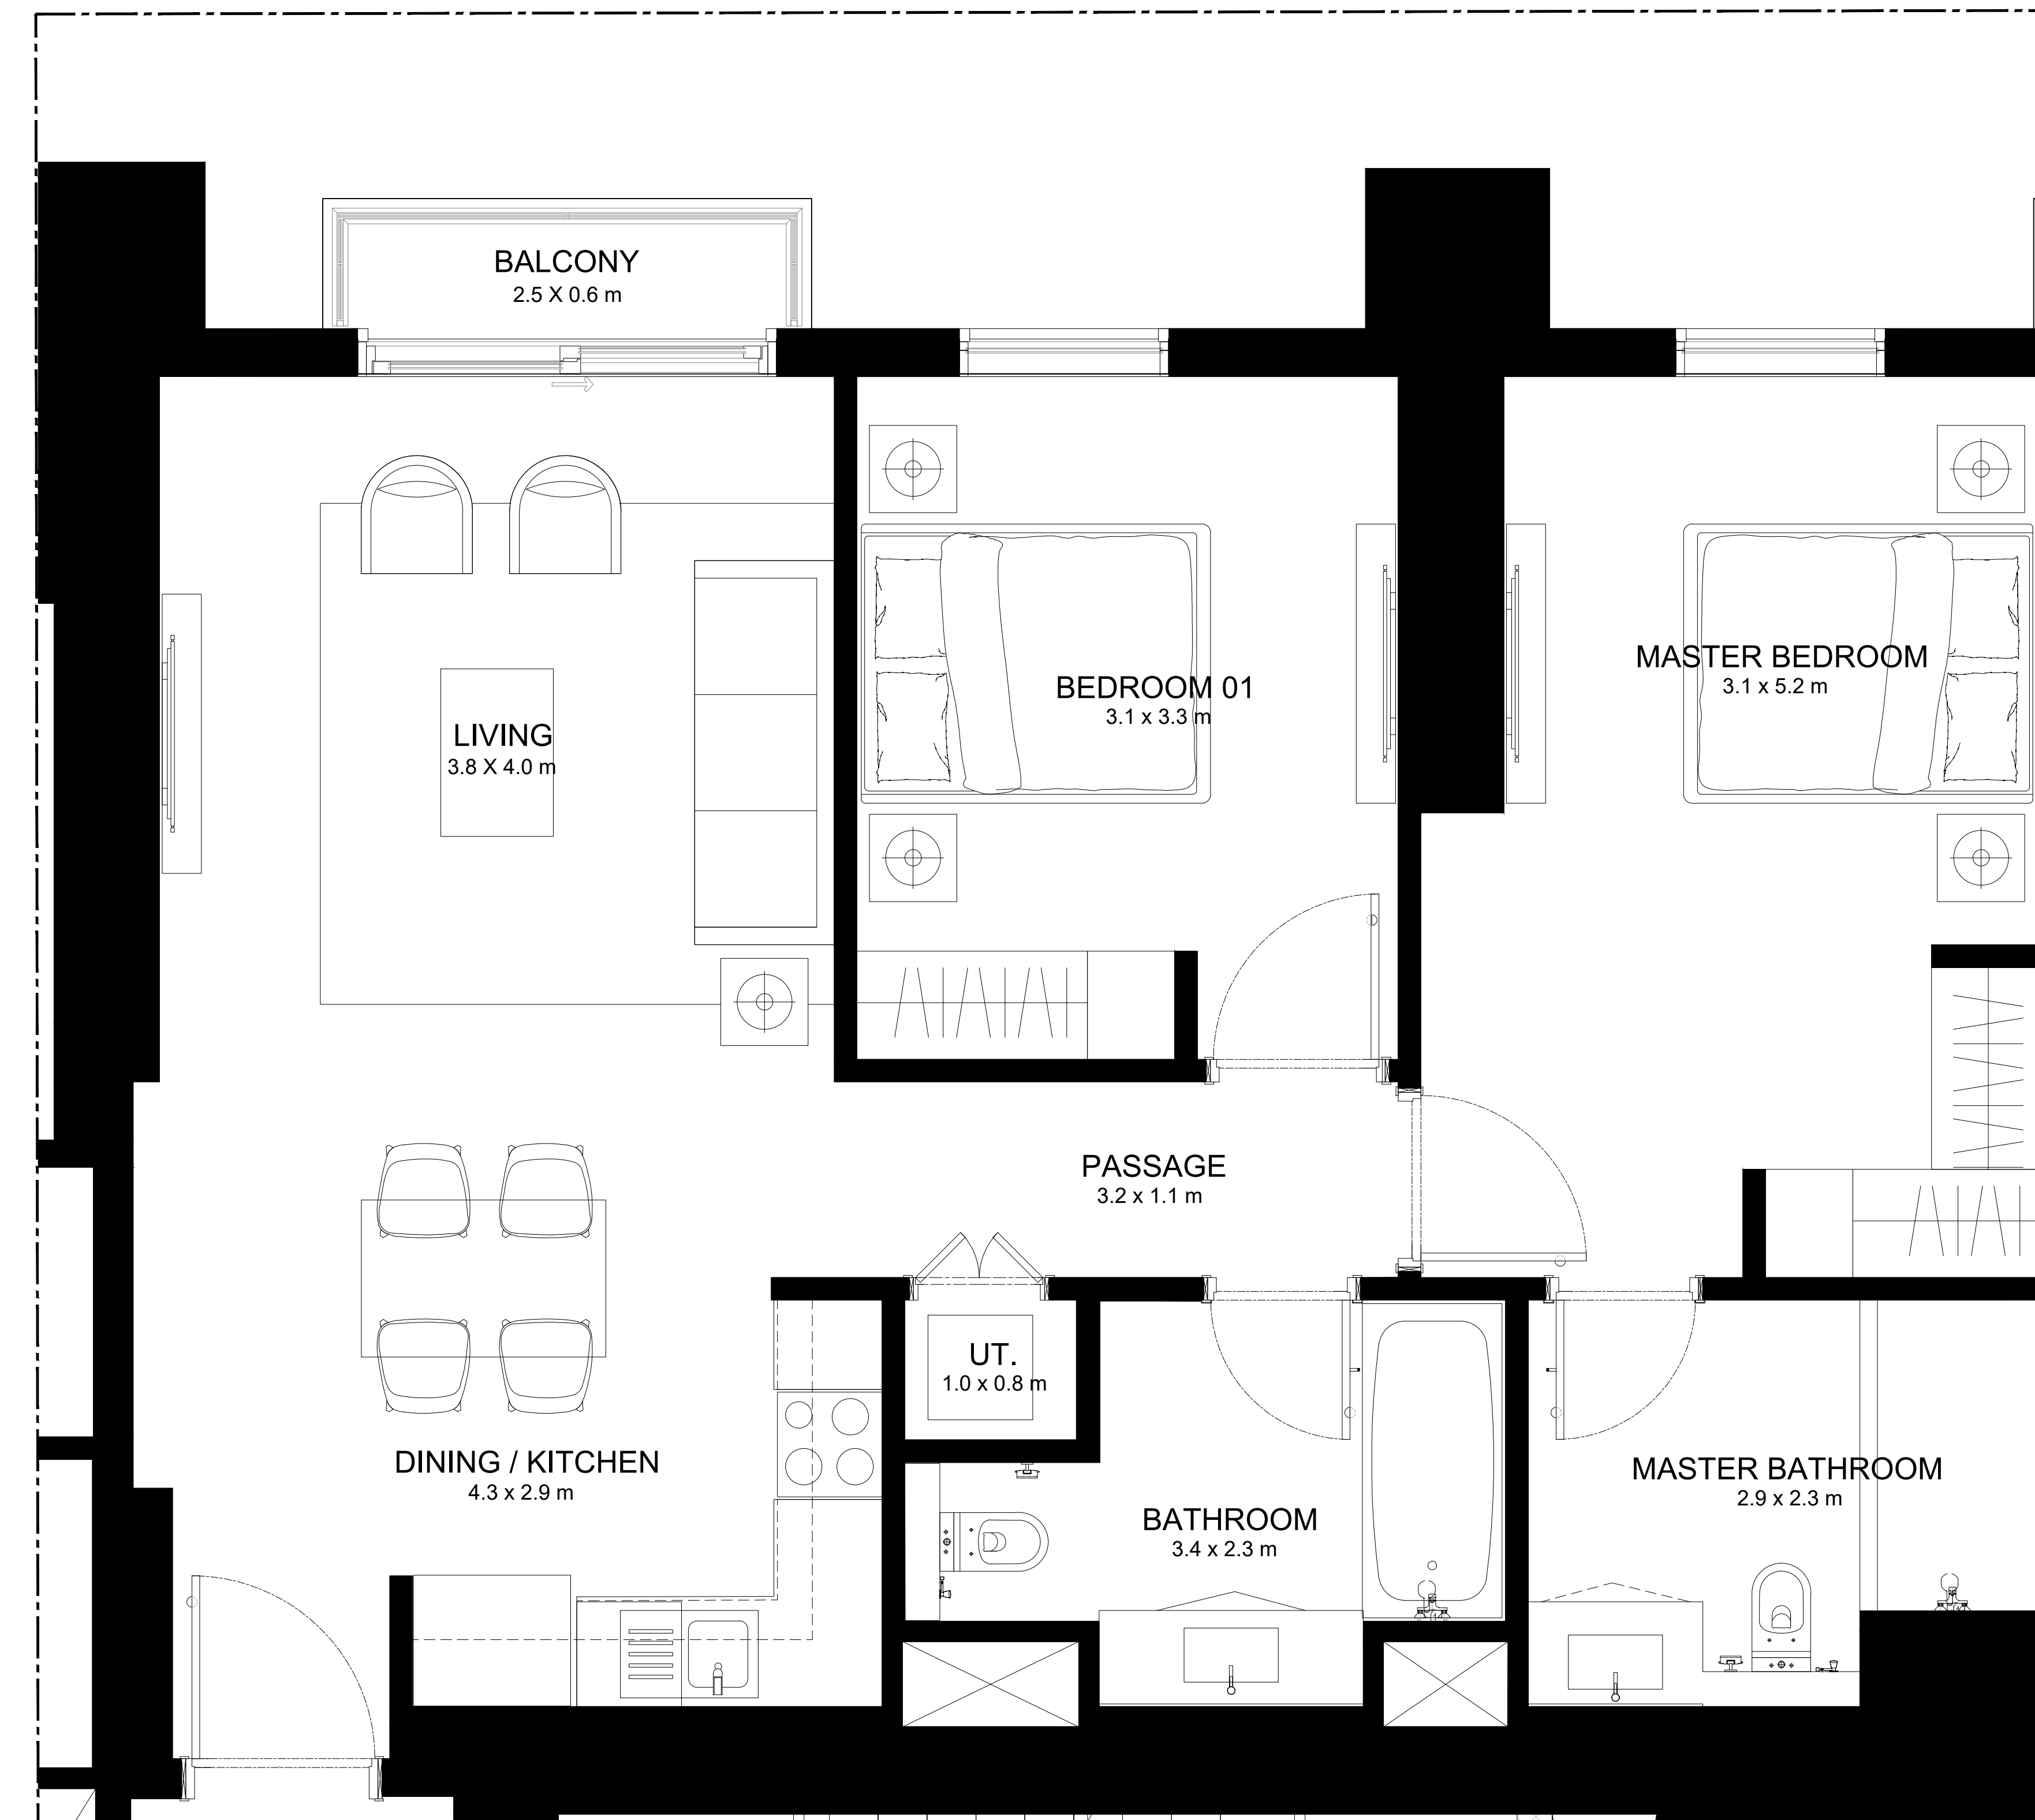 BALCONY
2.5 X 0.6 m
MASTER BEDROOM
3.1 x 5.2 m
BEDROOM 01
3.1 x 3.3 m
LIVING
3.8 X 4.0 m
PASSAGE
3.2 x 1.1 m
UT.
1.0 x 0.8 m
DINING / KITCHEN
4.3 x 2.9 m
MASTER BATHROOM
2.9 x 2.3 m
BATHROOM
3.4 x 2.3 m